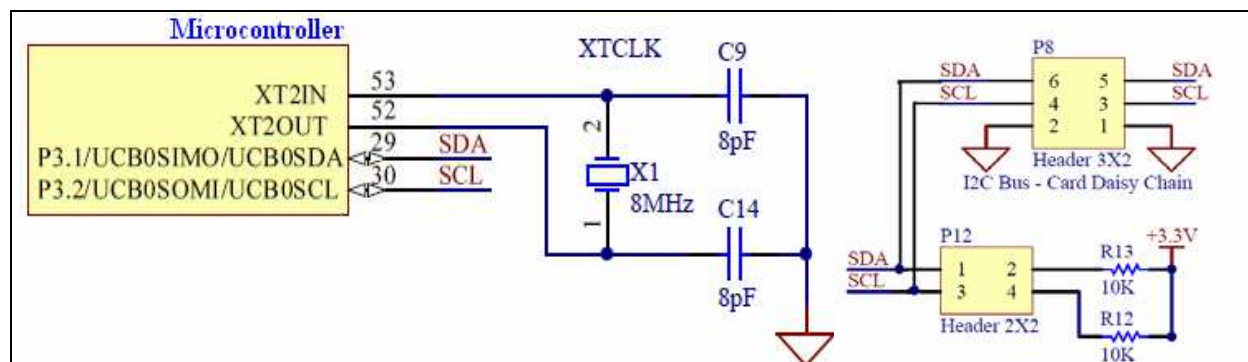 Microcontroller
XT2IN 53
XT2OUT 52
P3.1/UCB0SIMO/UCB0SDA 29 SDA
P3.2/UCB0SOMI/UCB0SCL 30 SCL
XTCLK
C9
8pF
2
X1
8MHz
1
C14
8pF
P8
SDA 6 5 SDA
SCL 4 3 SCL
2 1
Header 3X2
I2C Bus - Card Daisy Chain
P12
SDA 1 2
SCL 3 4
Header 2X2
+3.3V
R13
10K
R12
10K